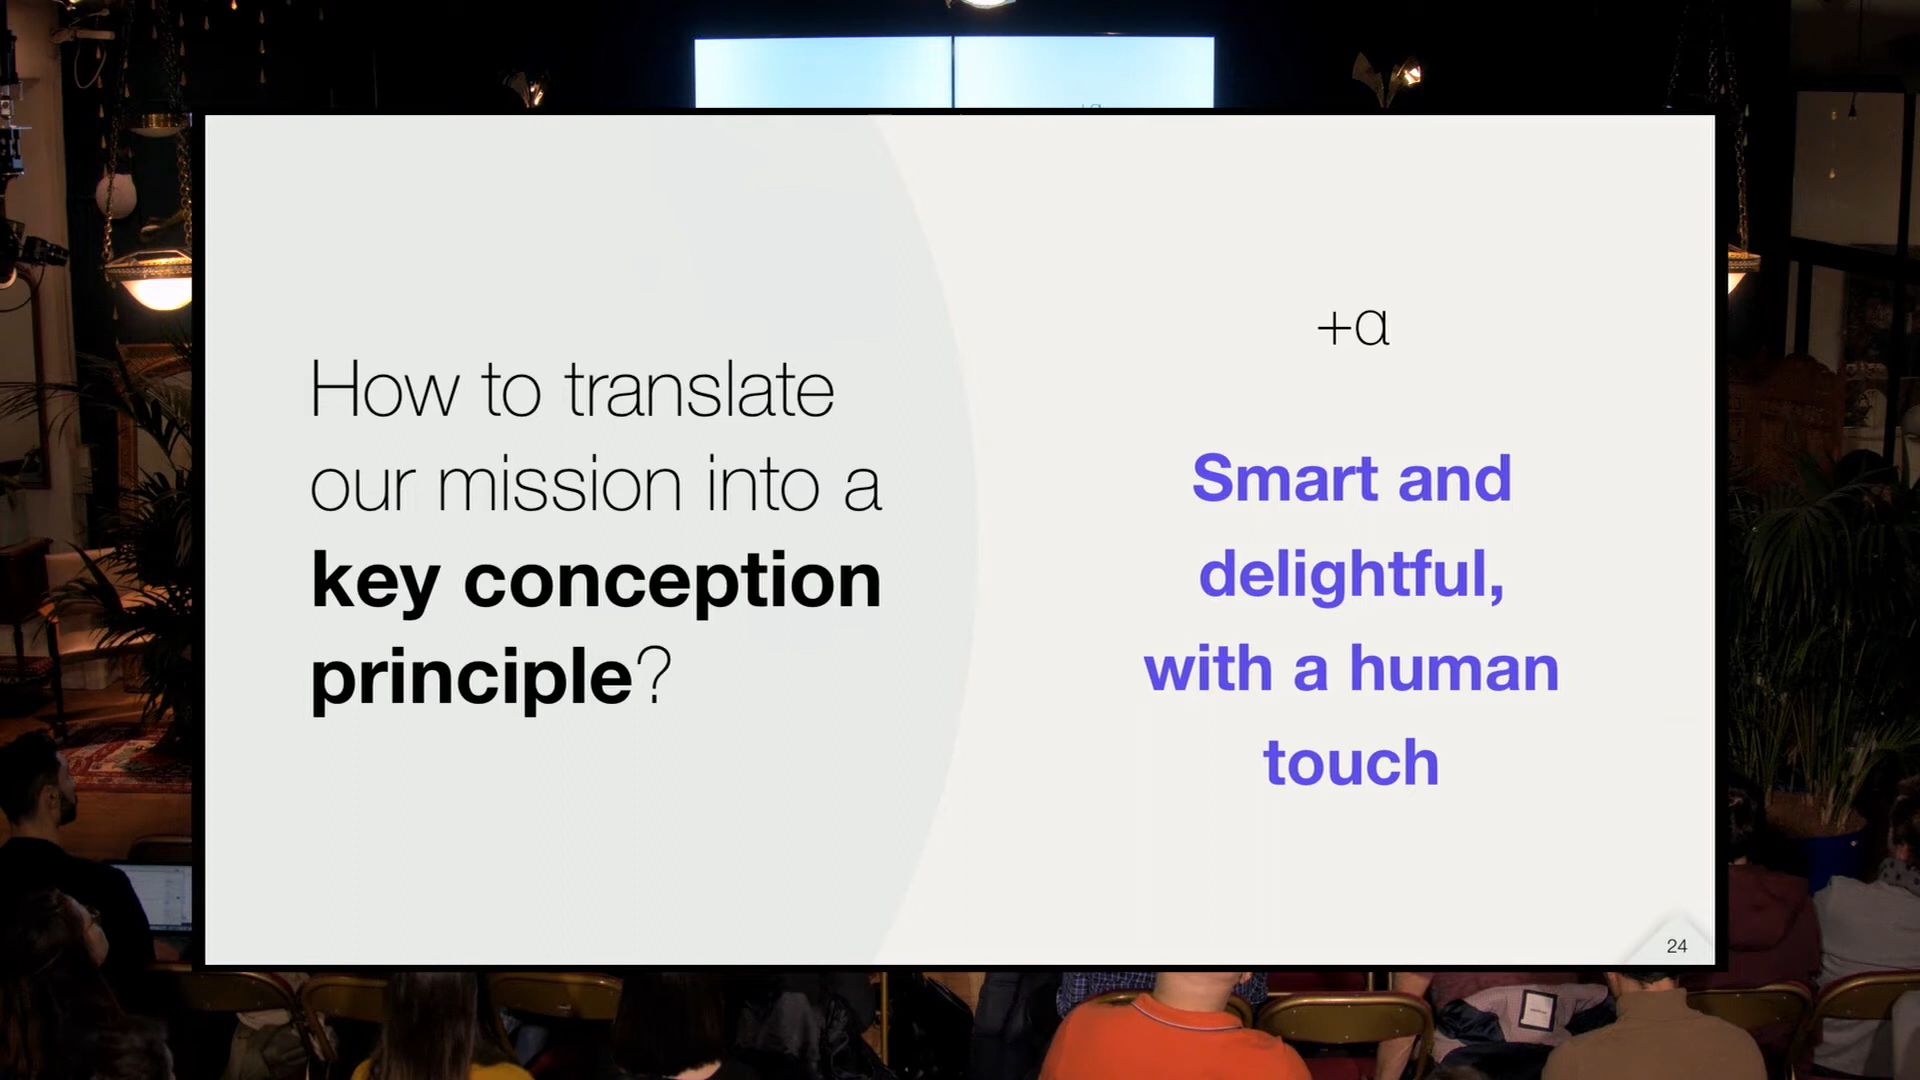 How to translate
our mission into a
key conception
principle?
+a
Smart and
delightful,
with a human
touch
24